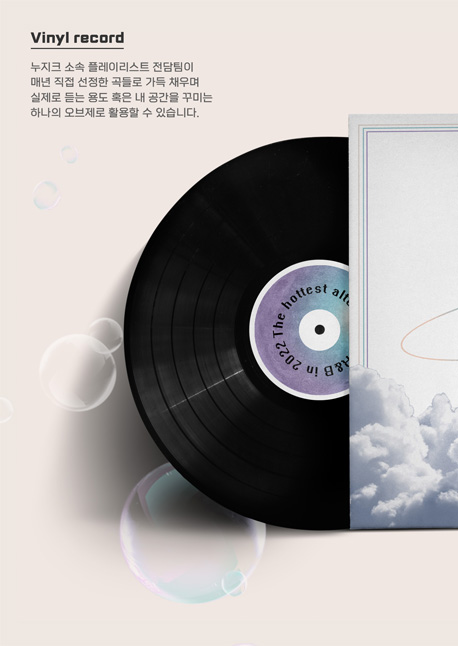 Vinyl record
누지크 소속 플레이리스트 전담팀이
매년 직접 선정한 곡들로 가득 채우며
실제로 듣는 용도 혹은 내 공간을 꾸미는
하나의 오브제로 활용할 수 있습니다.
The hottest alte
R&B in 2022